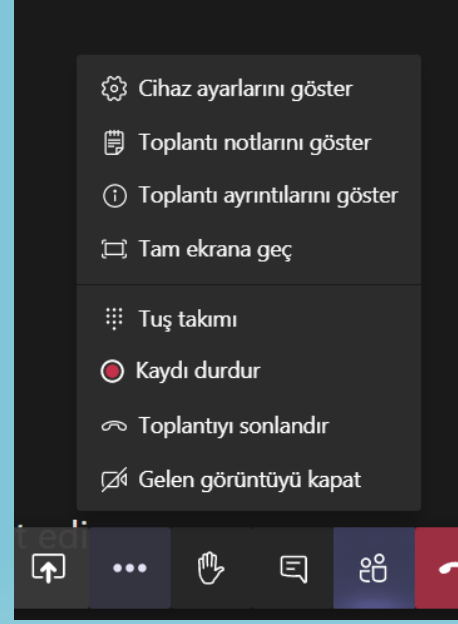 Cihaz ayarlarını göster
Toplantı notlarını göster
Toplantı ayrıntılarını göster
Tam ekrana geç
Tuş takımı
Kaydı durdur
Toplantıyı sonlandır
Gelen görüntüyü kapat
t edi